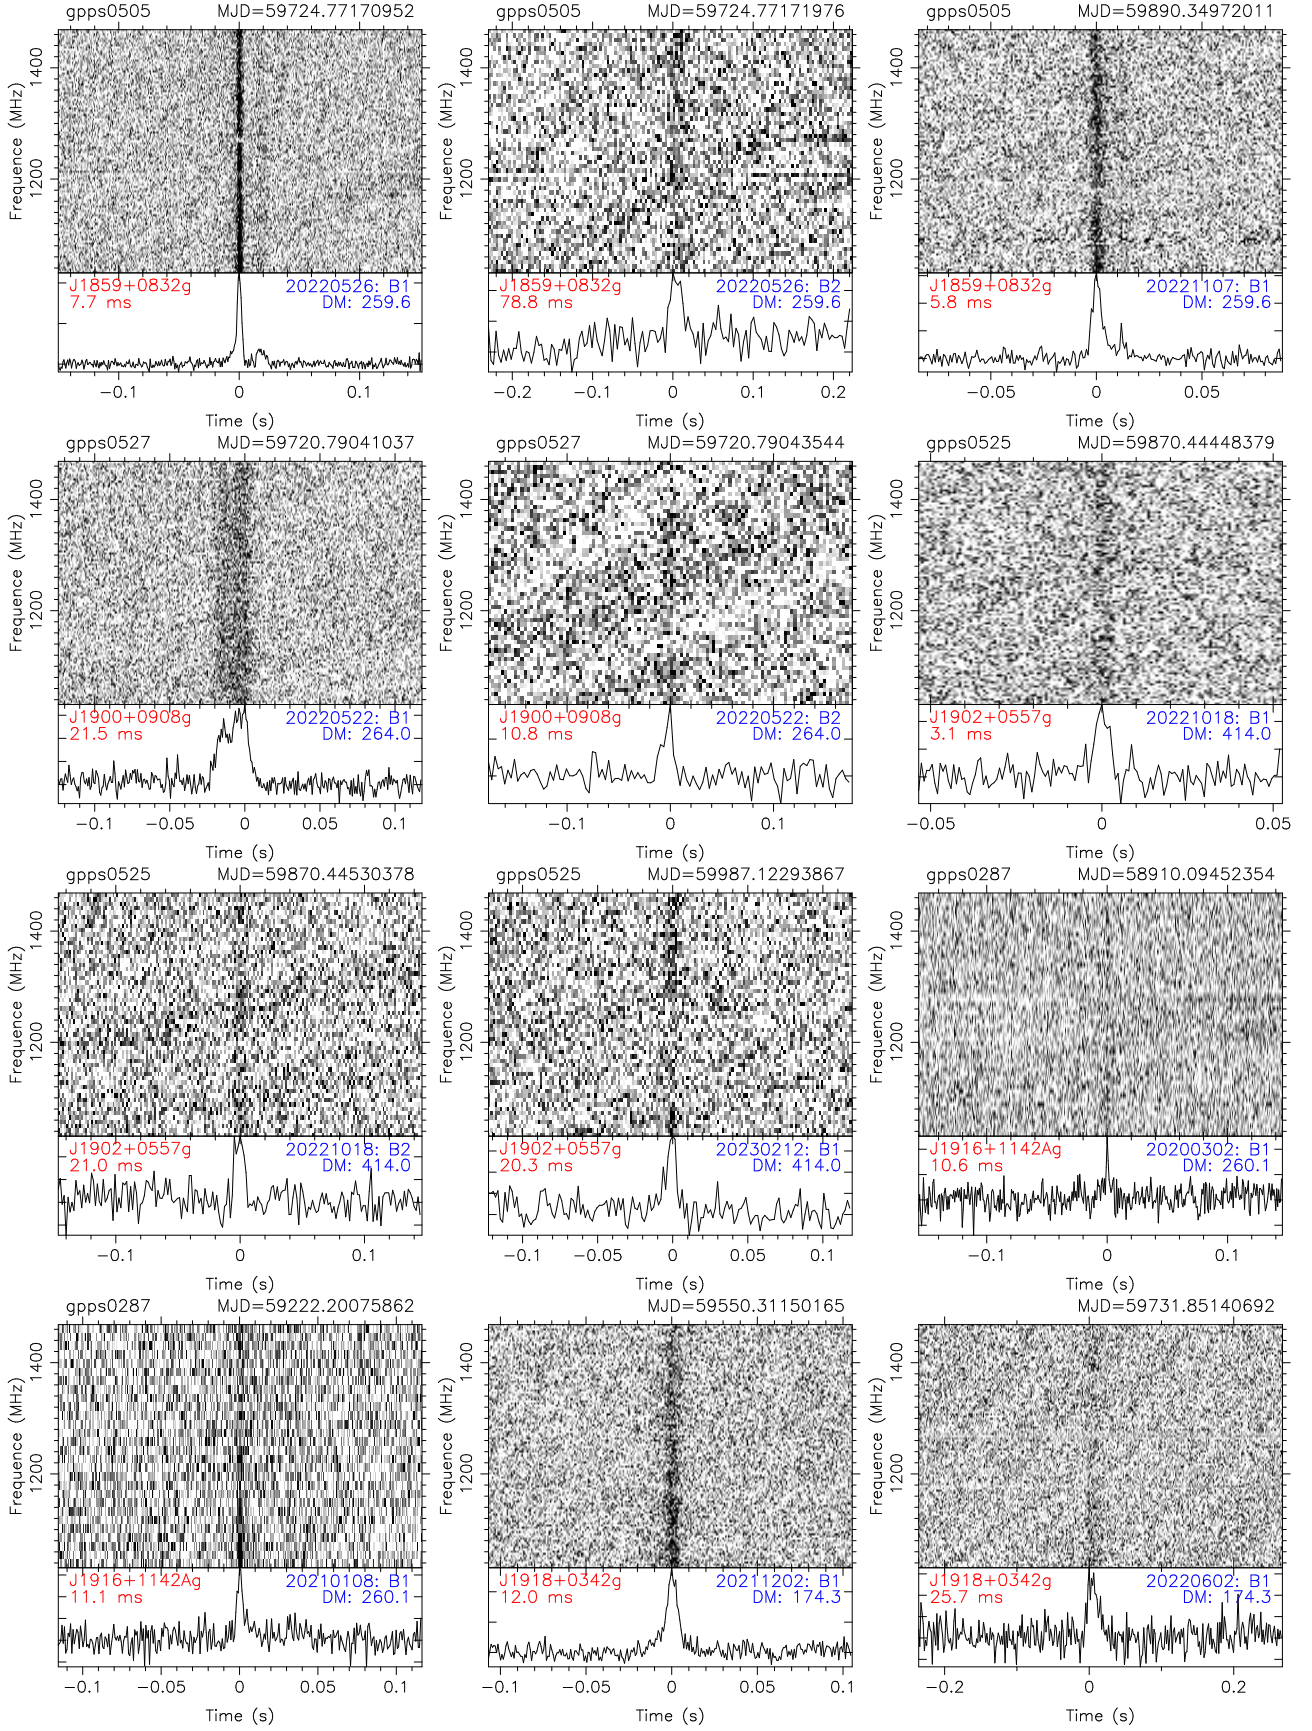 gpps0505 MJD=59724.77170952
Frequence (MHz)
1400
1200
J1859+0832g 20220526: B1
7.7 ms DM: 259.6
−0.1 0 0.1
Time (s)
gpps0505 MJD=59724.77171976
Frequence (MHz)
1400
1200
J1859+0832g 20220526: B2
78.8 ms DM: 259.6
−0.2 −0.1 0 0.1 0.2
Time (s)
gpps0505 MJD=59890.34972011
Frequence (MHz)
1400
1200
J1859+0832g 20221107: B1
5.8 ms DM: 259.6
−0.05 0 0.05
Time (s)
gpps0527 MJD=59720.79041037
Frequence (MHz)
1400
1200
J1900+0908g 20220522: B1
21.5 ms DM: 264.0
−0.1 −0.05 0 0.05 0.1
Time (s)
gpps0527 MJD=59720.79043544
Frequence (MHz)
1400
1200
J1900+0908g 20220522: B2
10.8 ms DM: 264.0
−0.1 0 0.1
Time (s)
gpps0525 MJD=59870.44448379
Frequence (MHz)
1400
1200
J1902+0557g 20221018: B1
3.1 ms DM: 414.0
−0.05 0 0.05
Time (s)
gpps0525 MJD=59870.44530378
Frequence (MHz)
1400
1200
J1902+0557g 20221018: B2
21.0 ms DM: 414.0
−0.1 0 0.1
Time (s)
gpps0525 MJD=59987.12293867
Frequence (MHz)
1400
1200
J1902+0557g 20230212: B1
20.3 ms DM: 414.0
−0.1 −0.05 0 0.05 0.1
Time (s)
gpps0287 MJD=58910.09452354
Frequence (MHz)
1400
1200
J1916+1142Ag 20200302: B1
10.6 ms DM: 260.1
−0.1 0 0.1
Time (s)
gpps0287 MJD=59222.20075862
Frequence (MHz)
1400
1200
J1916+1142Ag 20210108: B1
11.1 ms DM: 260.1
−0.1 −0.05 0 0.05 0.1
Time (s)
MJD=59550.31150165
Frequence (MHz)
1400
1200
J1918+0342g 20211202: B1
12.0 ms DM: 174.3
−0.1 −0.05 0 0.05 0.1
Time (s)
MJD=59731.85140692
Frequence (MHz)
1400
1200
J1918+0342g 20220602: B1
25.7 ms DM: 174.3
−0.2 0 0.2
Time (s)